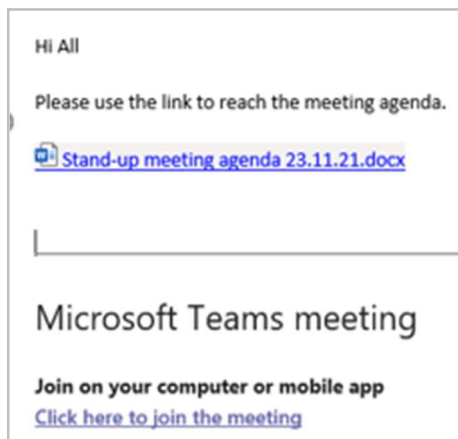 Hi All
Please use the link to reach the meeting agenda.
Stand-up meeting agenda 23.11.21.docx
Microsoft Teams meeting
Join on your computer or mobile app
Click here to join the meeting